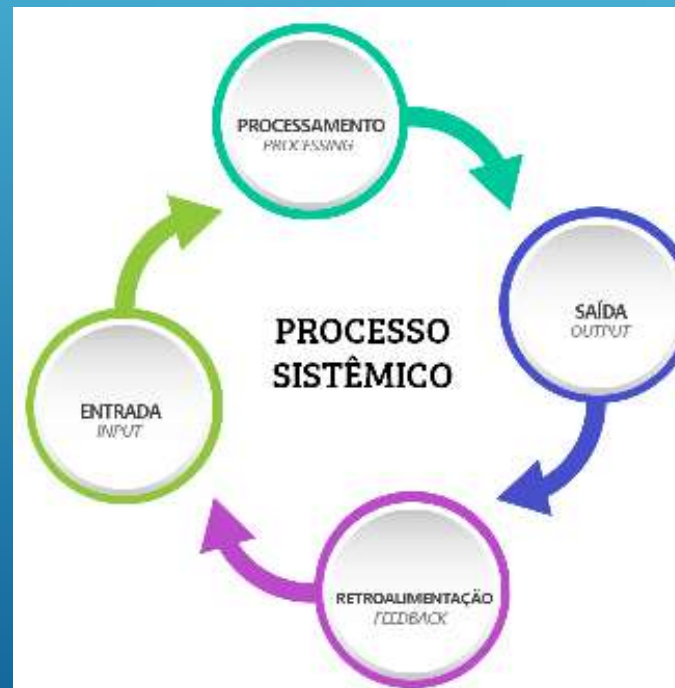 PROCESSAMENTO
PROCESSING
SAÍDA
OUTPUT
PROCESSO
SISTÊMICO
ENTRADA
INPUT
RETROALIMENTAÇÃO
FEEDBACK